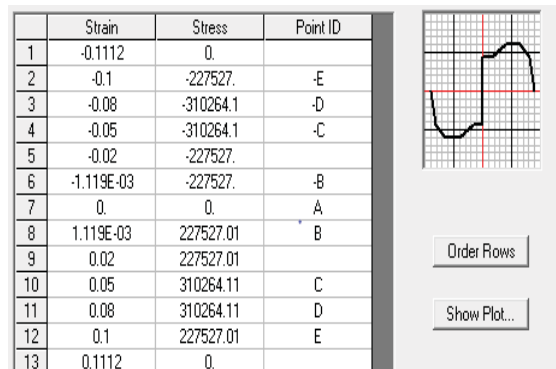 Strain Stress Point ID
1 -0.1112 0.
2 -0.1 -227527. -E
3 -0.08 -310264.1 -D
4 -0.05 -310264.1 -C
5 -0.02 -227527.
6 -1.119E-03 -227527. -B
7 0. 0. A
8 1.119E-03 227527.01 B
9 0.02 227527.01
10 0.05 310264.11 C
11 0.08 310264.11 D
12 0.1 227527.01 E
13 0.1112 0.
Order Rows
Show Plot...